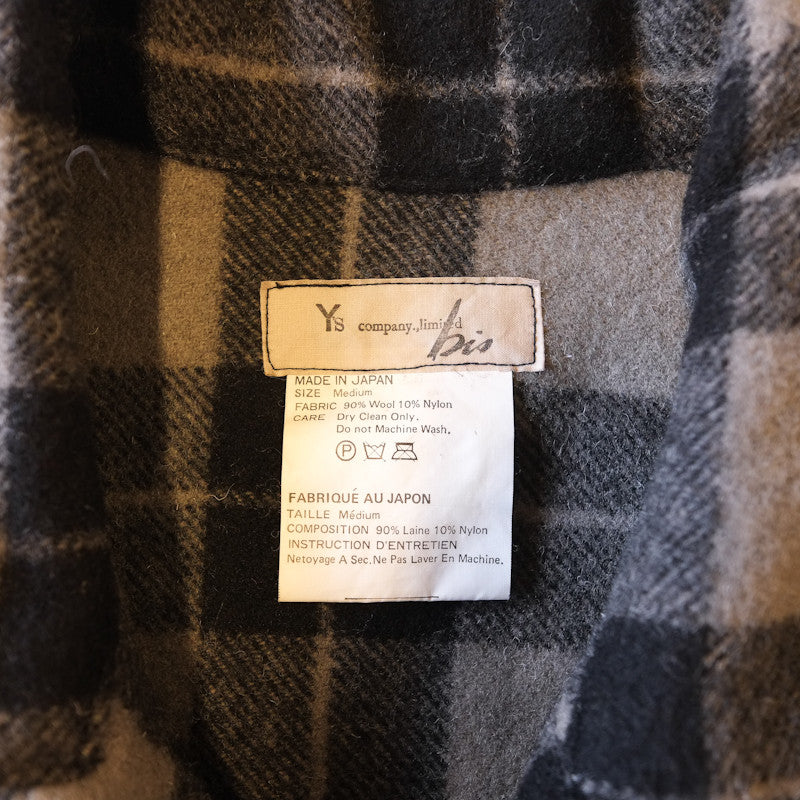 Y's company.,limited
bis
MADE IN JAPAN
SIZE Medium
FABRIC 90% Wool 10% Nylon
CARE Dry Clean Only.
Do not Machine Wash.
P
FABRIQUÉ AU JAPON
TAILLE Médium
COMPOSITION 90% Laine 10% Nylon
INSTRUCTION D'ENTRETIEN
Netoyage A Sec.Ne Pas Laver En Machine.